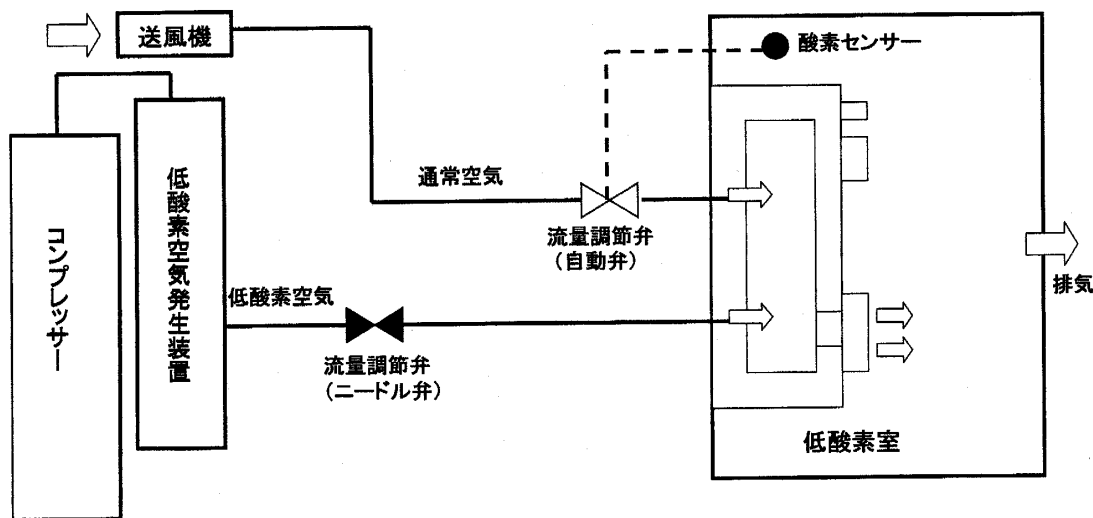 送風機
酸素センサー
通常空気
流量調節弁
(自動弁)
コンプレッサー
低酸素空気発生装置
低酸素空気
流量調節弁
(ニードル弁)
排気
低酸素室